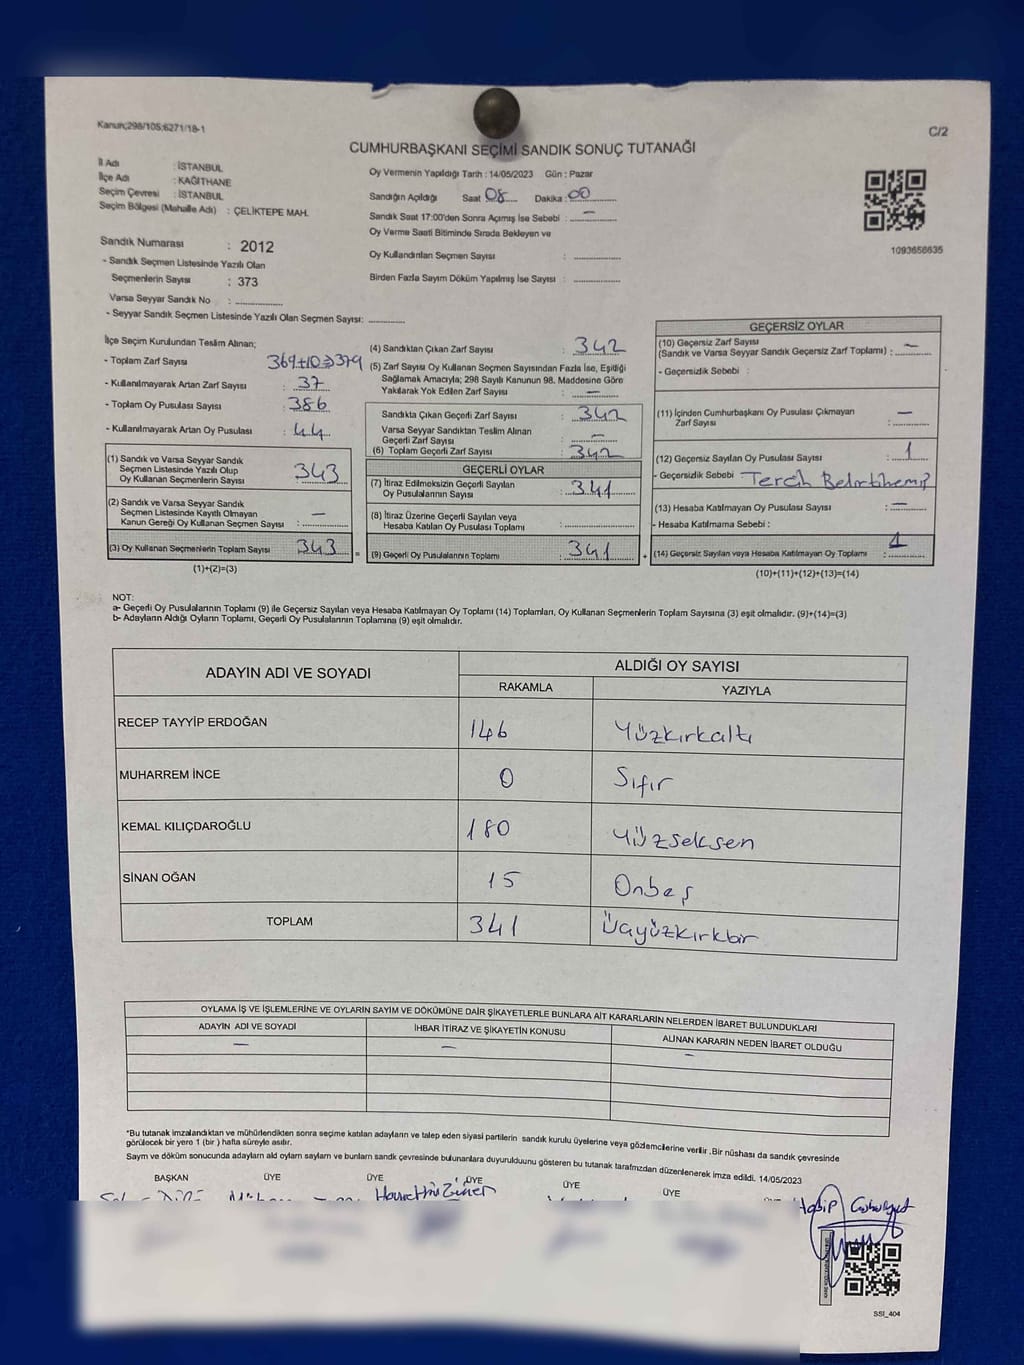 Kanun;298/105;6271/18-1
C/2
CUMHURBAŞKANI SEÇİMİ SANDIK SONUÇ TUTANAĞI
İl Adı : İSTANBUL
İlçe Adı : KAĞITHANE
Seçim Çevresi : İSTANBUL
Seçim Bölgesi (Mahalle Adı) : ÇELİKTEPE MAH.
Oy Vermenin Yapıldığı Tarih : 14/05/2023 Gün : Pazar
Sandığın Açıldığı Saat 08 Dakika : 00
Sandık Saat 17:00'den Sonra Açımış İse Sebebi : –
Oy Verme Saati Bitiminde Sırada Bekleyen ve
Oy Kullandırılan Seçmen Sayısı :
Birden Fazla Sayım Döküm Yapılmış İse Sayısı :
1093656635
Sandık Numarası : 2012
- Sandık Seçmen Listesinde Yazılı Olan
Seçmenlerin Sayısı : 373
Varsa Seyyar Sandık No :
- Seyyar Sandık Seçmen Listesinde Yazılı Olan Seçmen Sayısı:
İlçe Seçim Kurulundan Teslim Alınan;
- Toplam Zarf Sayısı 369+10⇒379
- Kullanılmayarak Artan Zarf Sayısı : 37
- Toplam Oy Pusulası Sayısı : 386
- Kullanılmayarak Artan Oy Pusulası : 44
(1) Sandık ve Varsa Seyyar Sandık
Seçmen Listesinde Yazılı Olup
Oy Kullanan Seçmenlerin Sayısı : 343
(2) Sandık ve Varsa Seyyar Sandık
Seçmen Listesinde Kayıtlı Olmayan
Kanun Gereği Oy Kullanan Seçmen Sayısı : –
(3) Oy Kullanan Seçmenlerin Toplam Sayısı : 343 =
(1)+(2)=(3)
(4) Sandıktan Çıkan Zarf Sayısı : 342
(5) Zarf Sayısı Oy Kullanan Seçmen Sayısından Fazla İse, Eşitliği
Sağlamak Amacıyla; 298 Sayılı Kanunun 98. Maddesine Göre
Yakılarak Yok Edilen Zarf Sayısı : –
Sandıkta Çıkan Geçerli Zarf Sayısı : 342
Varsa Seyyar Sandıktan Teslim Alınan
Geçerli Zarf Sayısı : –
(6) Toplam Geçerli Zarf Sayısı : 342
GEÇERLİ OYLAR
(7) İtiraz Edilmeksizin Geçerli Sayılan
Oy Pusulalarının Sayısı : 341
(8) İtiraz Üzerine Geçerli Sayılan veya
Hesaba Katılan Oy Pusulası Toplamı :
(9) Geçerli Oy Pusulalarının Toplamı : 341 +
GEÇERSİZ OYLAR
(10) Geçersiz Zarf Sayısı
(Sandık ve Varsa Seyyar Sandık Geçersiz Zarf Toplamı) : –
- Geçersizlik Sebebi :
(11) İçinden Cumhurbaşkanı Oy Pusulası Çıkmayan
Zarf Sayısı : –
(12) Geçersiz Sayılan Oy Pusulası Sayısı : 1
- Geçersizlik Sebebi : Tercih
(13) Hesaba Katılmayan Oy Pusulası Sayısı : –
- Hesaba Katılmama Sebebi :
(14) Geçersiz Sayılan veya Hesaba Katılmayan Oy Toplamı : 1
(10)+(11)+(12)+(13)=(14)
NOT:
a- Geçerli Oy Pusulalarının Toplamı (9) ile Geçersiz Sayılan veya Hesaba Katılmayan Oy Toplamı (14) Toplamları, Oy Kullanan Seçmenlerin Toplam Sayısına (3) eşit olmalıdır. (9)+(14)=(3)
b- Adayların Aldığı Oyların Toplamı, Geçerli Oy Pusulalarının Toplamına (9) eşit olmalıdır.
ADAYIN ADI VE SOYADI ALDIĞI OY SAYISI
RAKAMLA YAZIYLA
RECEP TAYYİP ERDOĞAN 146 Yüzkırkaltı
MUHARREM İNCE 0 Sıfır
KEMAL KILIÇDAROĞLU 180 Yüzseksen
SİNAN OĞAN 15 Onbeş
TOPLAM 341 Üçyüzkırkbir
OYLAMA İŞ VE İŞLEMLERİNE VE OYLARIN SAYIM VE DÖKÜMÜNE DAİR ŞİKAYETLERLE BUNLARA AİT KARARLARIN NELERDEN İBARET BULUNDUKLARI
ADAYIN ADI VE SOYADI İHBAR İTİRAZ VE ŞİKAYETİN KONUSU ALINAN KARARIN NEDEN İBARET OLDUĞU
– – –
*Bu tutanak imzalandıktan ve mühürlendikten sonra seçime katılan adayların ve talep eden siyasi partilerin sandık kurulu üyelerine veya gözlemcilerine verilir .Bir nüshası da sandık çevresinde
görülecek bir yere 1 (bir ) hafta süreyle asılır.
Sayım ve döküm sonucunda adayların ald oyların sayların ve bunların sandk çevresinde bulunanlara duyurulduunu gösteren bu tutanak tarafmzdan düzenlenerek imza edildi. 14/05/2023
BAŞKAN ÜYE ÜYE ÜYE ÜYE ÜYE
SSI_404